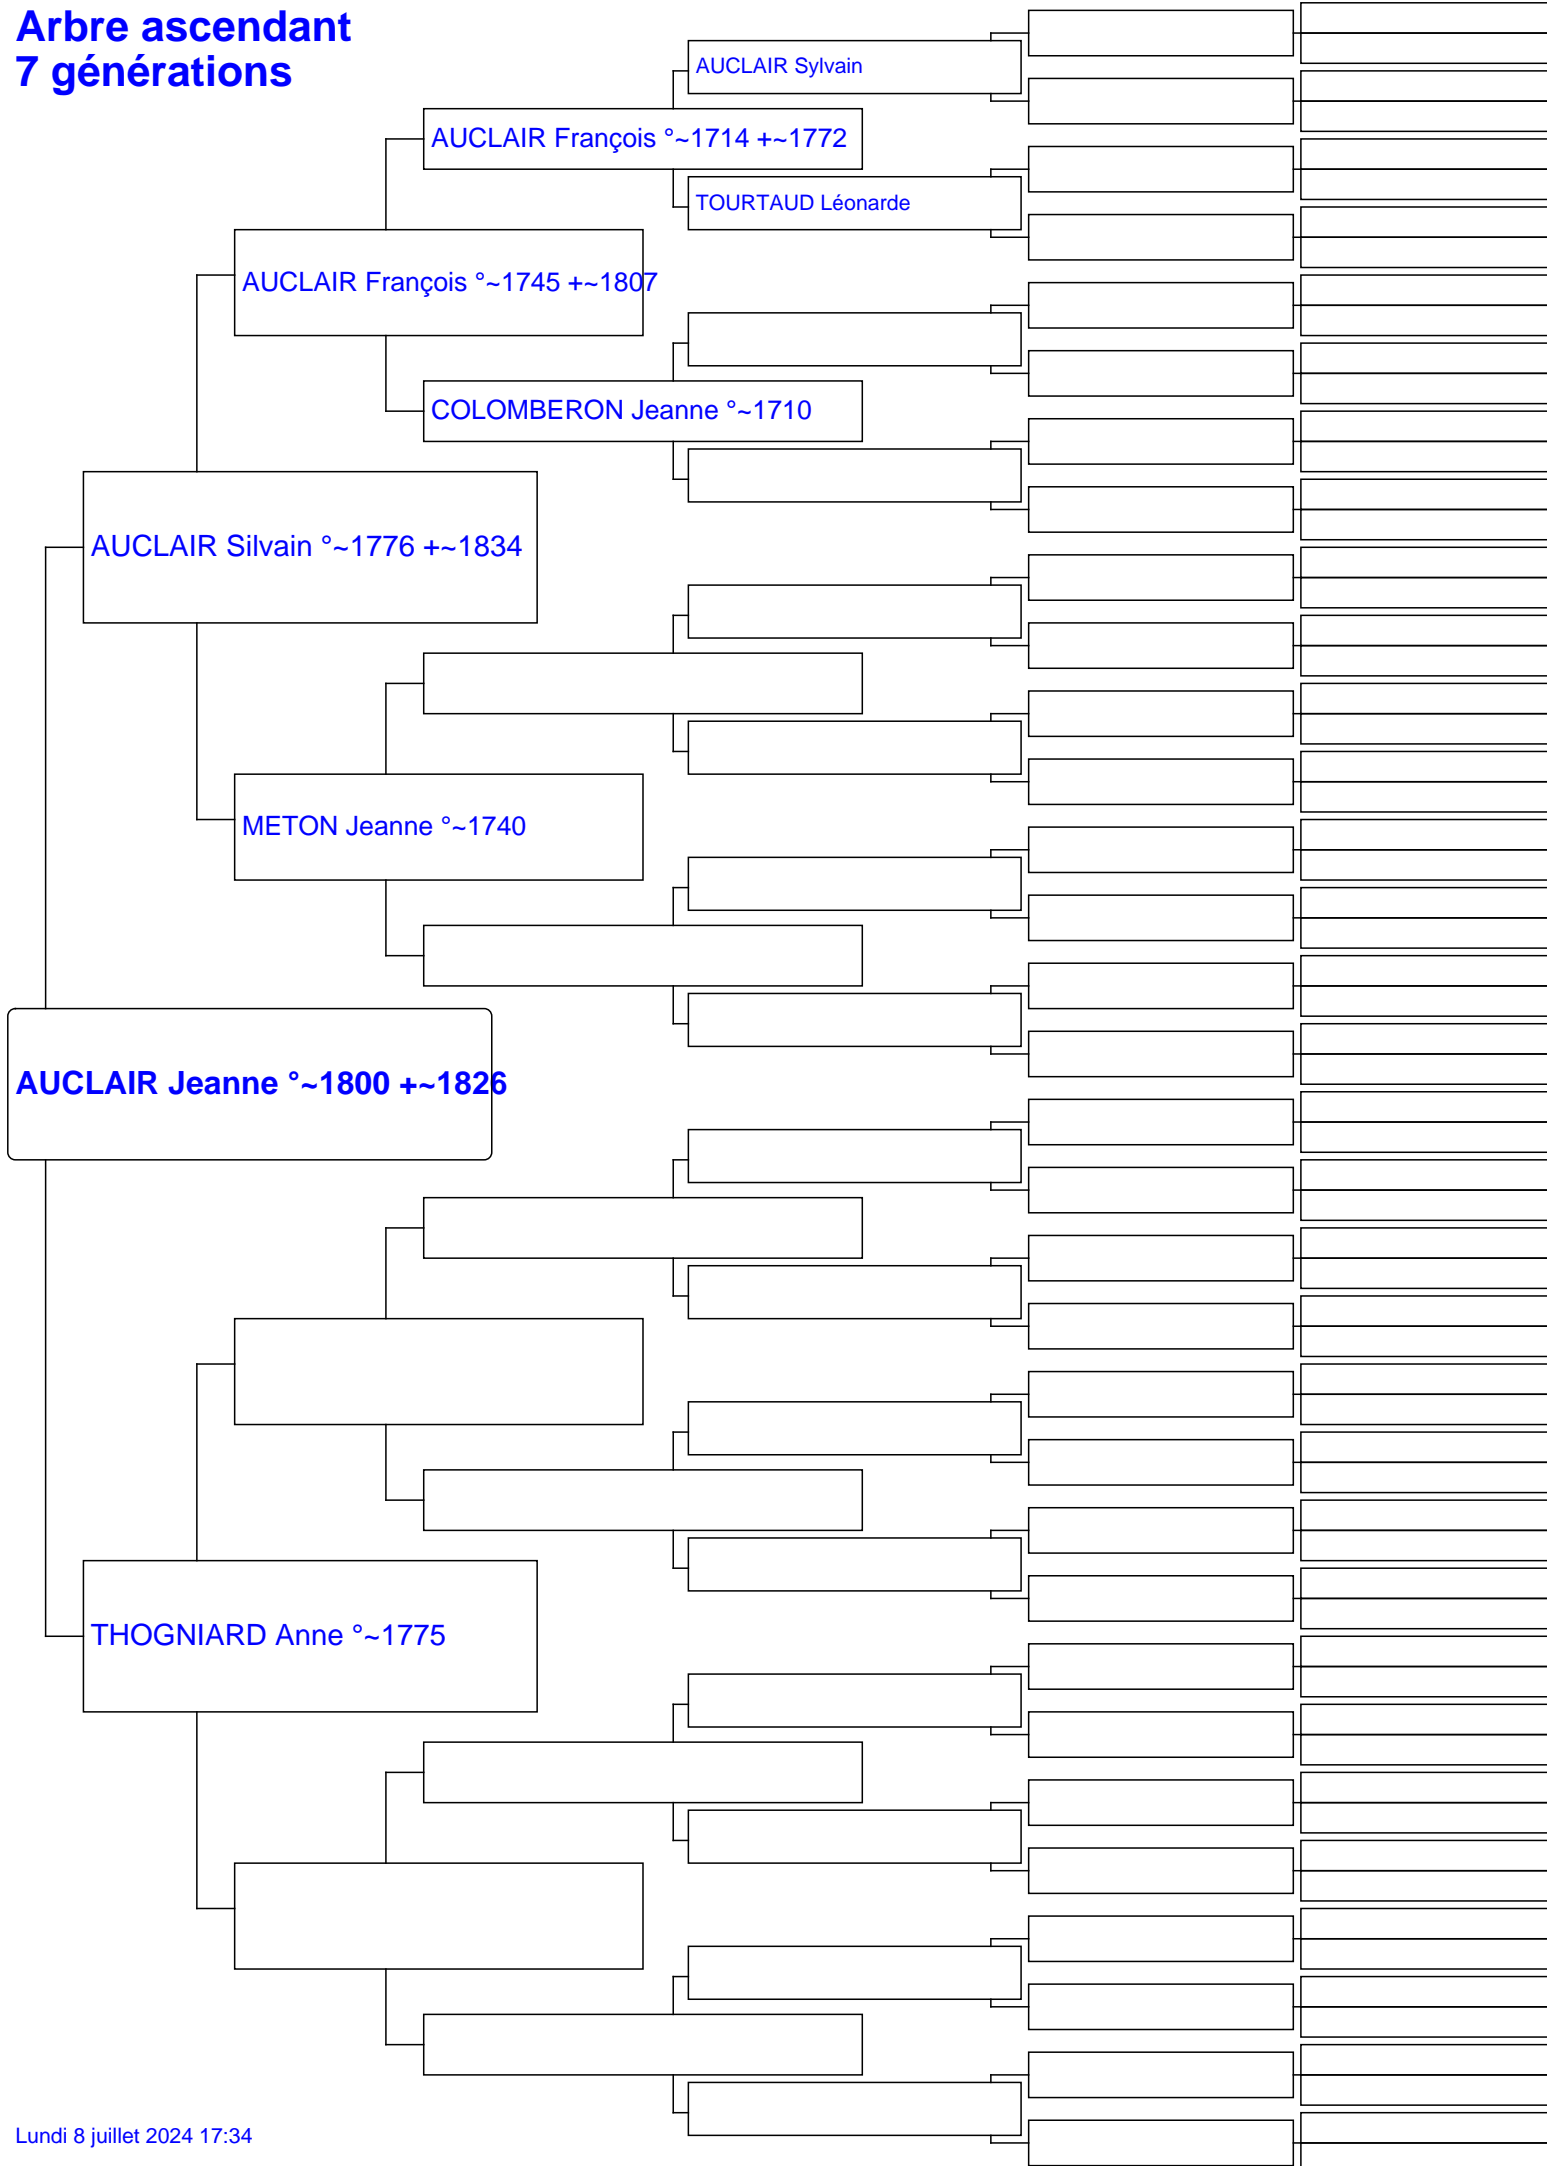 Arbre ascendant
7 générations
AUCLAIR Sylvain
AUCLAIR François °~1714 +~1772
TOURTAUD Léonarde
AUCLAIR François °~1745 +~1807
COLOMBERON Jeanne °~1710
AUCLAIR Silvain °~1776 +~1834
METON Jeanne °~1740
AUCLAIR Jeanne °~1800 +~1826
THOGNIARD Anne °~1775
Lundi 8 juillet 2024 17:34